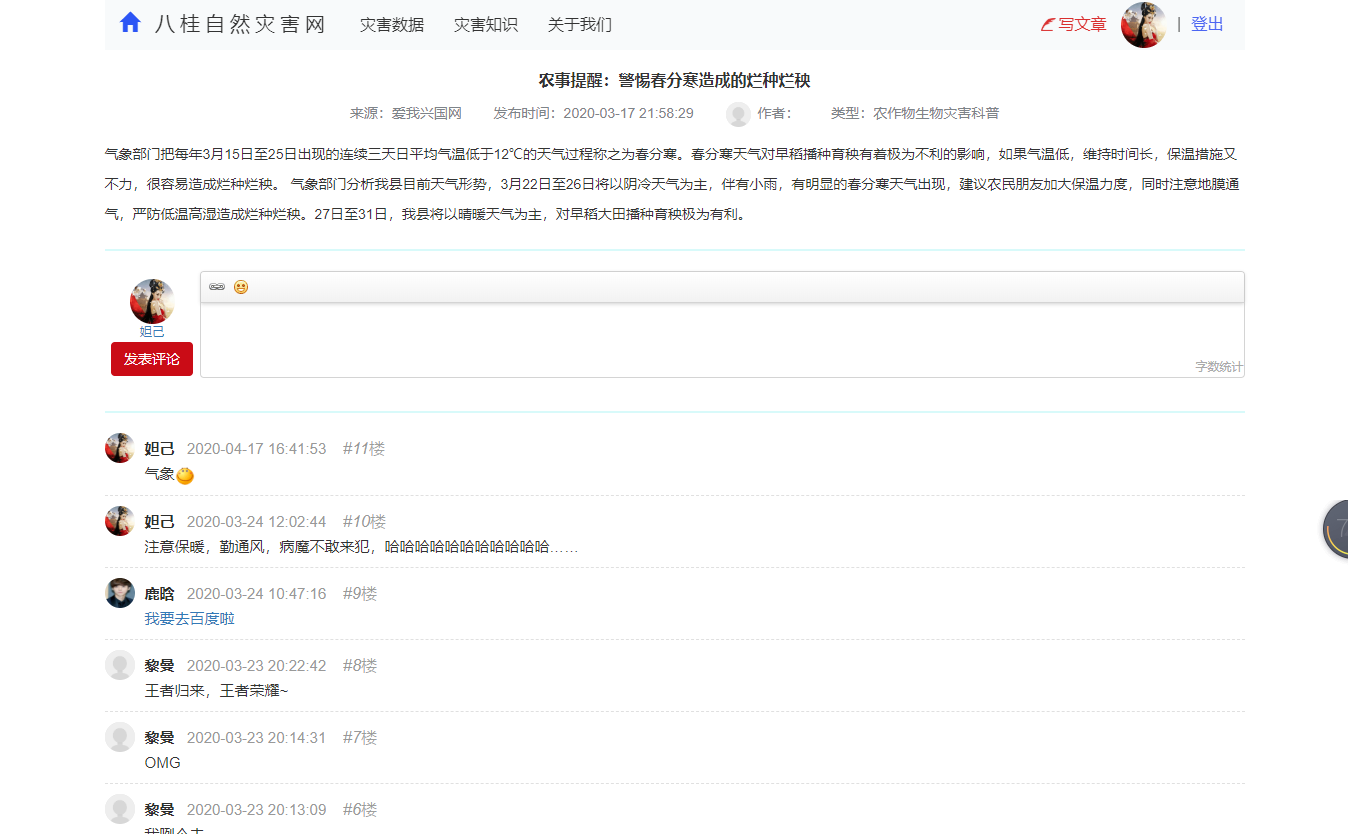 八桂自然灾害网 灾害数据 灾害知识 关于我们 写文章 | 登出
农事提醒：警惕春分寒造成的烂种烂秧
来源：爱我兴国网 发布时间：2020-03-17 21:58:29 作者： 类型：农作物生物灾害科普
气象部门把每年3月15日至25日出现的连续三天日平均气温低于12℃的天气过程称之为春分寒。春分寒天气对早稻播种育秧有着极为不利的影响，如果气温低，维持时间长，保温措施又
不力，很容易造成烂种烂秧。 气象部门分析我县目前天气形势，3月22日至26日将以阴冷天气为主，伴有小雨，有明显的春分寒天气出现，建议农民朋友加大保温力度，同时注意地膜通
气，严防低温高湿造成烂种烂秧。27日至31日，我县将以晴暖天气为主，对早稻大田播种育秧极为有利。
妲己
发表评论
字数统计
妲己 2020-04-17 16:41:53 #11楼
气象
妲己 2020-03-24 12:02:44 #10楼
注意保暖，勤通风，病魔不敢来犯，哈哈哈哈哈哈哈哈哈哈哈……
鹿晗 2020-03-24 10:47:16 #9楼
我要去百度啦
黎曼 2020-03-23 20:22:42 #8楼
王者归来，王者荣耀~
黎曼 2020-03-23 20:14:31 #7楼
OMG
黎曼 2020-03-23 20:13:09 #6楼